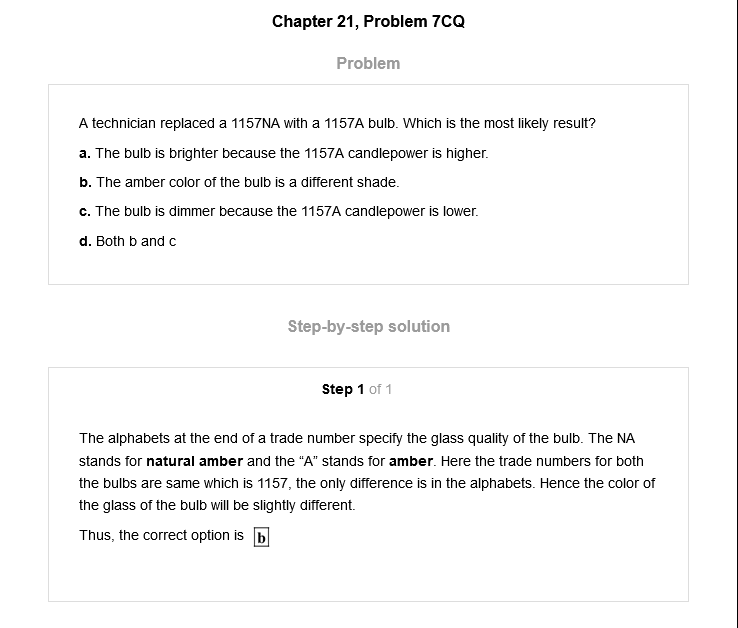 Chapter 21, Problem 7CQ
Problem
A technician replaced a 1157NA with a 1157A bulb. Which is the most likely result?
a. The bulb is brighter because the 1157A candlepower is higher.
b. The amber color of the bulb is a different shade.
c. The bulb is dimmer because the 1157A candlepower is lower.
d. Both b and c
Step-by-step solution
Step 1 of 1
The alphabets at the end of a trade number specify the glass quality of the bulb. The NA
stands for natural amber and the “A” stands for amber. Here the trade numbers for both
the bulbs are same which is 1157, the only difference is in the alphabets. Hence the color of
the glass of the bulb will be slightly different.
Thus, the correct option is b